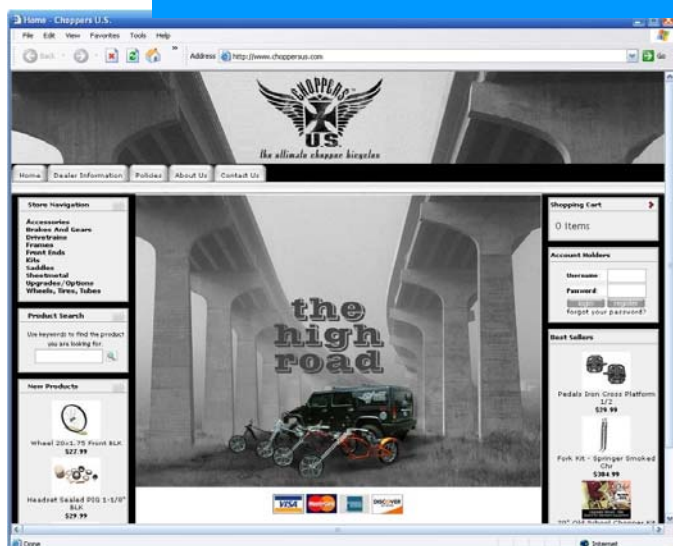 Home - Choppers U.S.
File Edit View Favorites Tools Help
Back
Address http://www.choppersus.com Go
CHOPPERS
U.S.
the ultimate chopper bicycles
Home Dealer Information Policies About Us Contact Us
Store Navigation
Accessories
Brakes And Gears
Drivetrains
Frames
Front Ends
Kits
Saddles
Sheetmetal
Upgrades/Options
Wheels, Tires, Tubes
Product Search
Use keywords to find the product
you are looking for.
New Products
Wheel 20x1.75 Front BLK
$27.99
Headset Sealed PIG 1-1/8"
BLK
$29.99
the
high
road
VISA MasterCard DISCOVER
Shopping Cart
0 Items
Account Holders
Username
Password:
login register
forgot your password?
Best Sellers
Pedals Iron Cross Platform
1/2
$29.99
Fork Kit - Springer Smoked
Chr
$384.99
20" Old School Chopper Kit
Done Internet